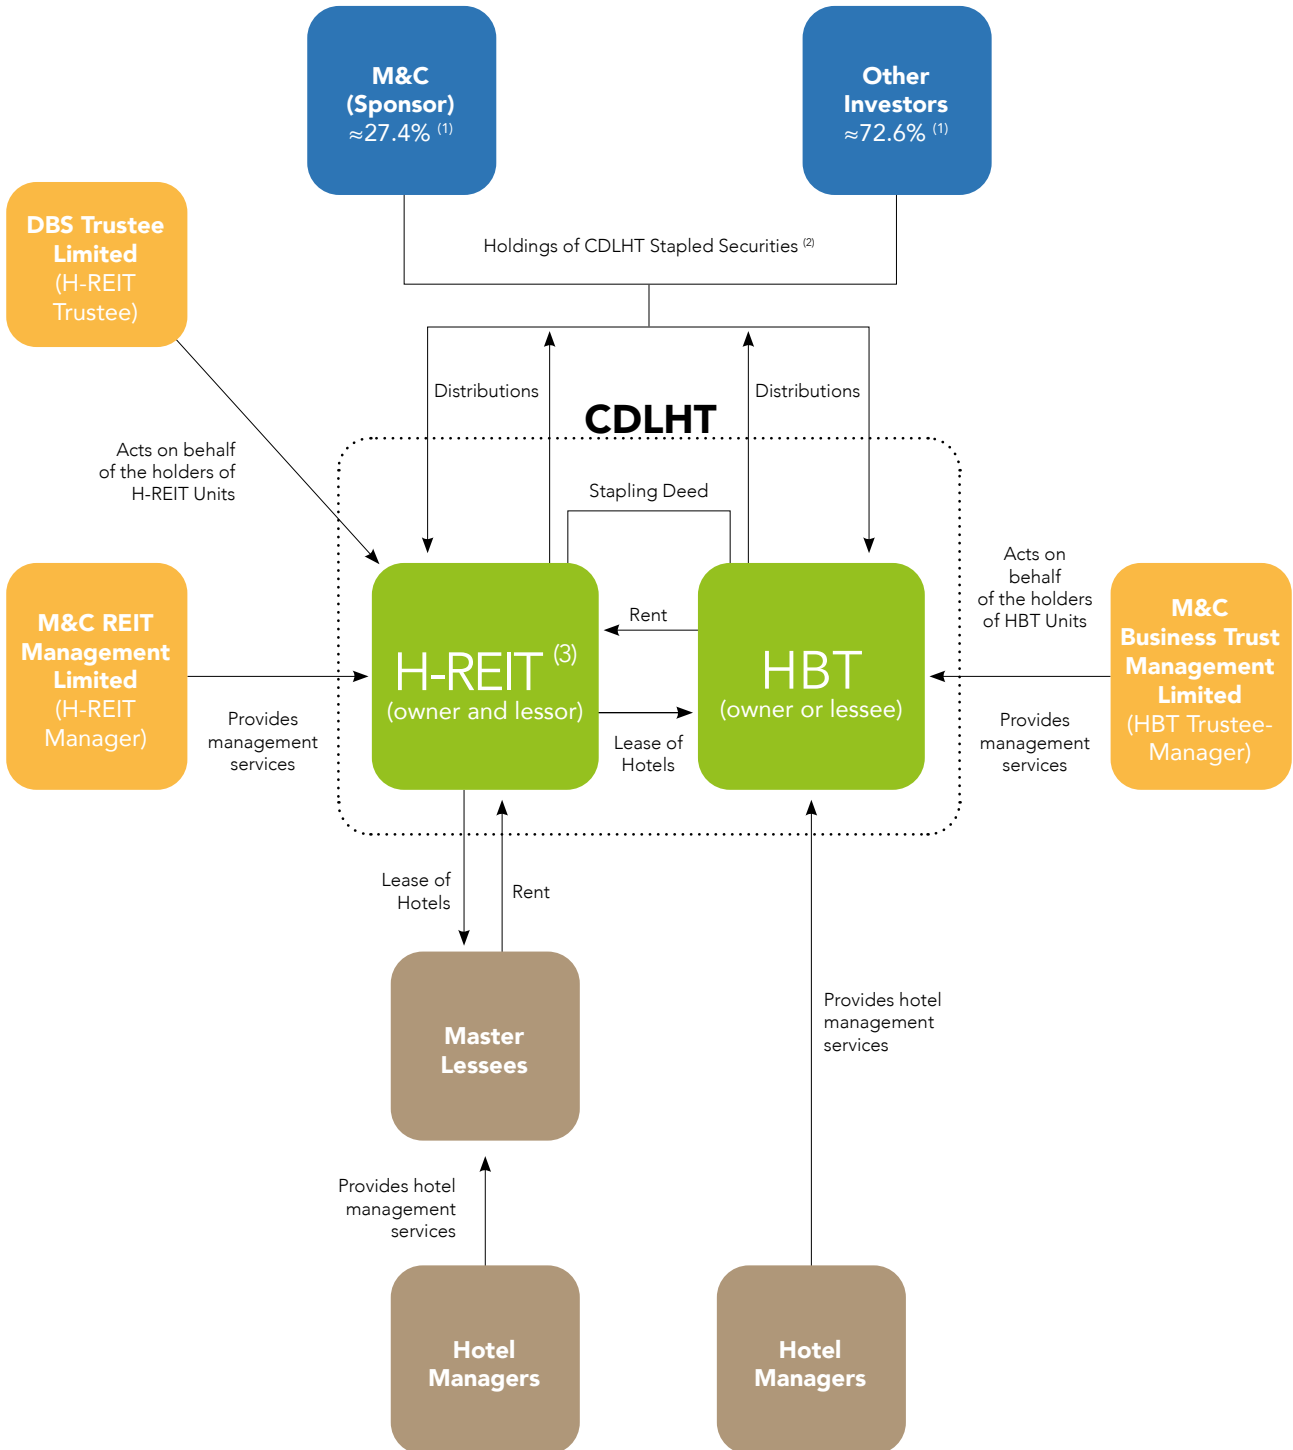 M&C
(Sponsor)
≈27.4% (1)
Other
Investors
≈72.6% (1)
DBS Trustee
Limited
(H-REIT
Trustee)
Holdings of CDLHT Stapled Securities (2)
Distributions
Distributions
CDLHT
Acts on behalf
of the holders of
H-REIT Units
Stapling Deed
Acts on
behalf
of the holders
of HBT Units
M&C REIT
Management
Limited
(H-REIT
Manager)
Provides
management
services
H-REIT (3)
(owner and lessor)
Rent
Lease of
Hotels
HBT
(owner or lessee)
Provides
management
services
M&C
Business Trust
Management
Limited
(HBT Trustee-
Manager)
Lease of
Hotels
Rent
Master
Lessees
Provides hotel
management
services
Provides hotel
management
services
Hotel
Managers
Hotel
Managers